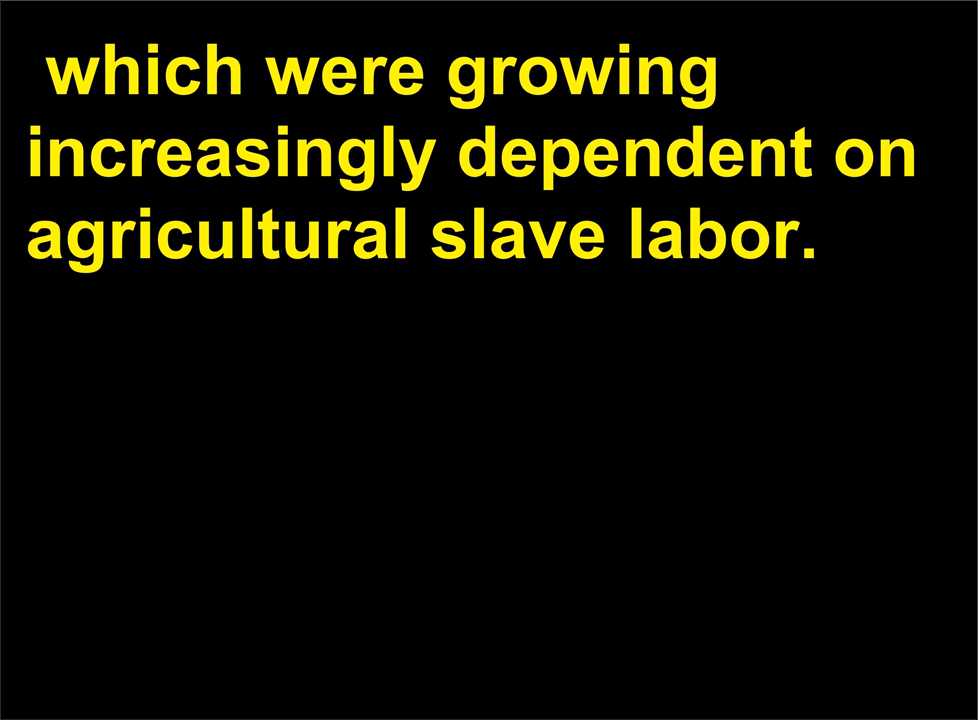 which were growing
increasingly dependent on
agricultural slave labor.